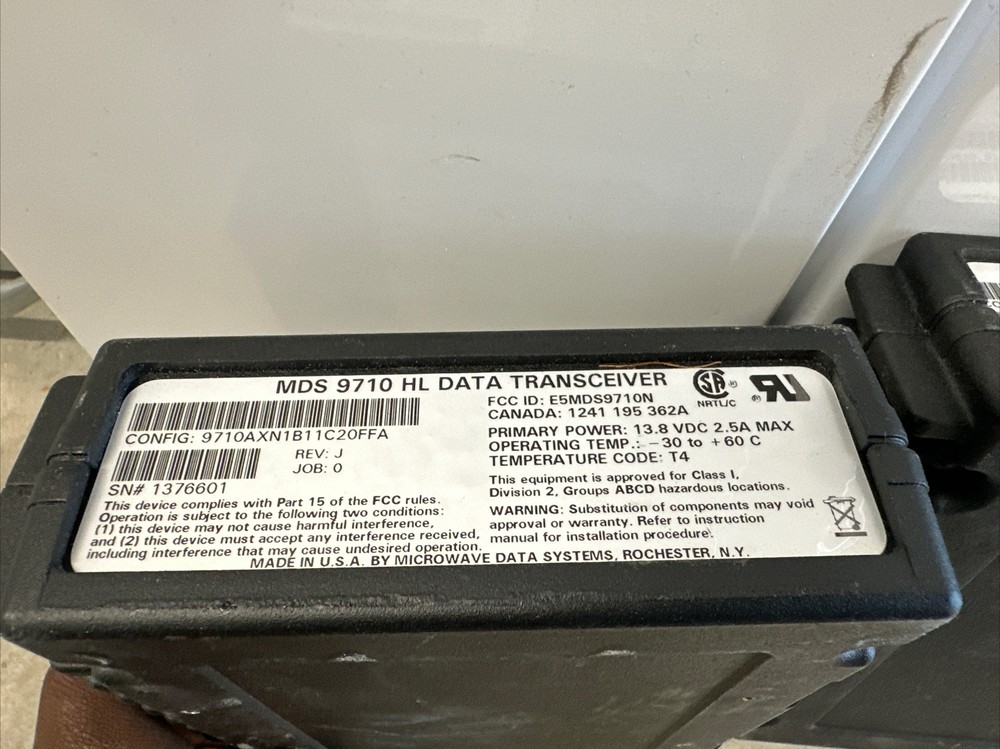 MDS 9710 HL DATA TRANSCEIVER
CONFIG: 9710AXN1B11C20FFA
REV: J
JOB: 0
SN# 1376601
This device complies with Part 15 of the FCC rules.
Operation is subject to the following two conditions:
(1) this device may not cause harmful interference,
and (2) this device must accept any interference received,
including interference that may cause undesired operation.
FCC ID: E5MDS9710N
CANADA: 1241 195 362A
SA ®
NRTL/C
® RU
PRIMARY POWER: 13.8 VDC 2.5A MAX
OPERATING TEMP.: -30 to +60 C
TEMPERATURE CODE: T4
This equipment is approved for Class I,
Division 2, Groups ABCD hazardous locations.
WARNING: Substitution of components may void
approval or warranty. Refer to instruction
manual for installation procedure.
MADE IN U.S.A. BY MICROWAVE DATA SYSTEMS, ROCHESTER, N.Y.